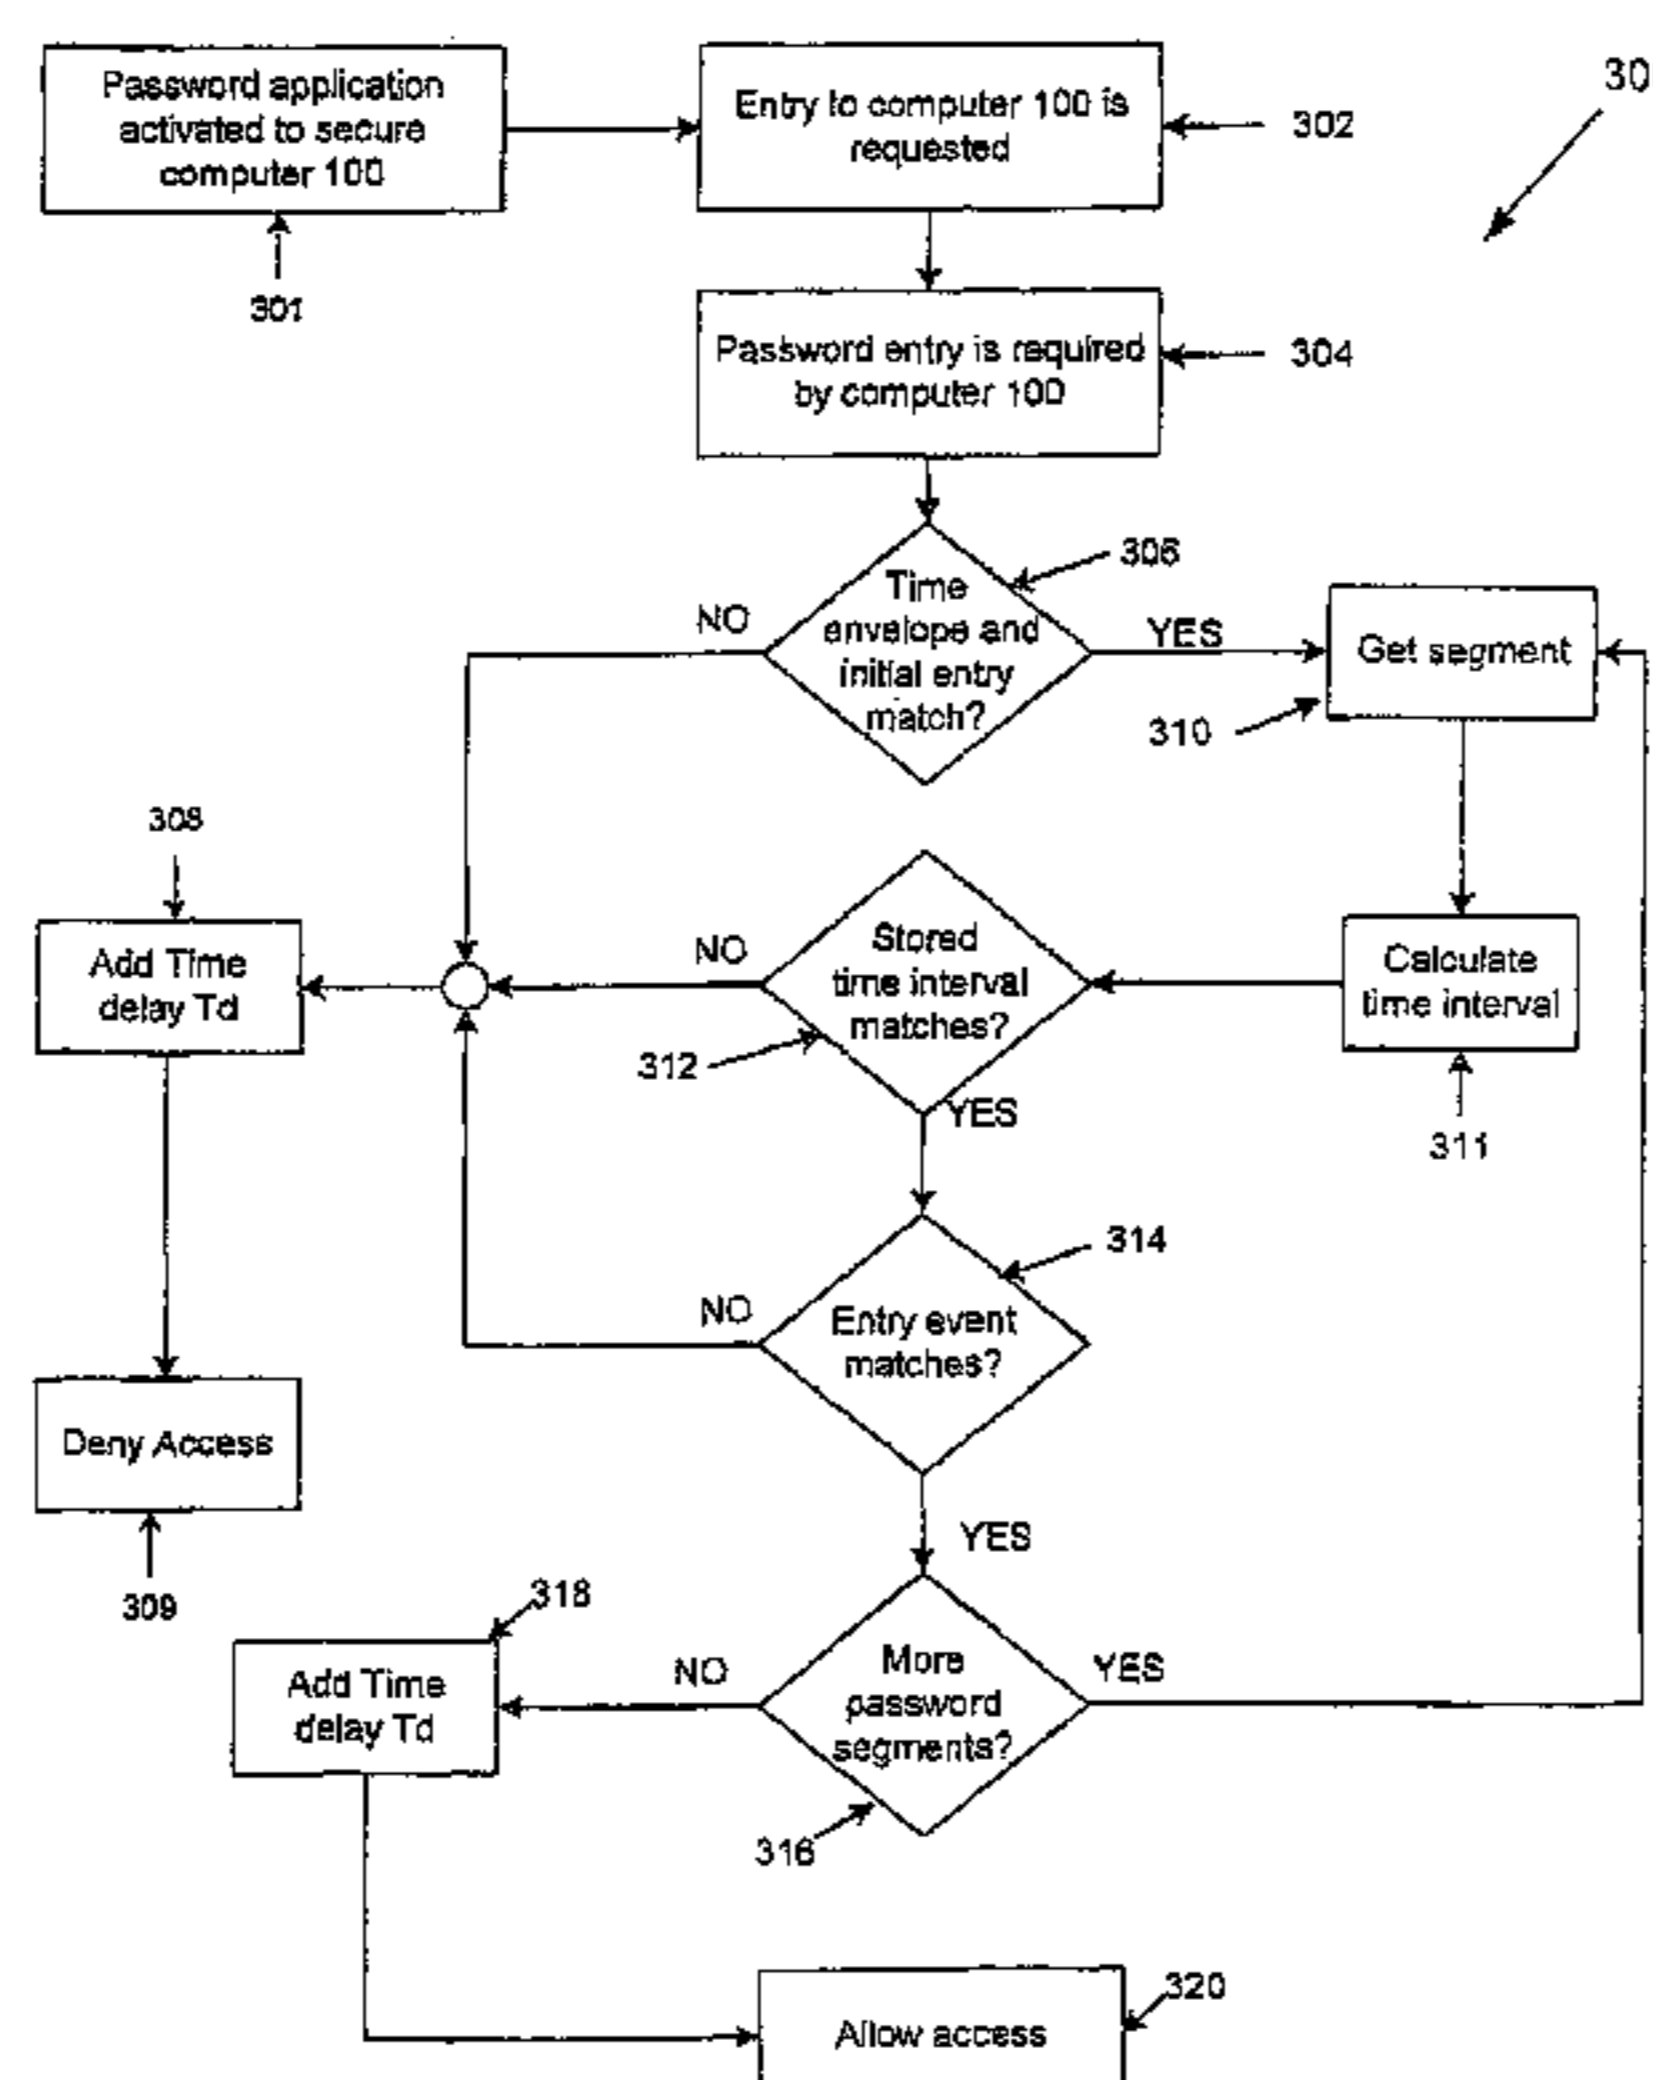 Password application
activated to secure
computer 100
301
Entry to computer 100 is
requested
302
30
Password entry is required
by computer 100
304
Time
envelope and
initial entry
match?
306
NO
YES
Get segment
310
308
Add Time
delay Td
NO
Stored
time interval
matches?
312
YES
Calculate
time interval
311
NO
Entry event
matches?
314
YES
Deny Access
309
318
Add Time
delay Td
NO
More
password
segments?
YES
316
Allow access
320